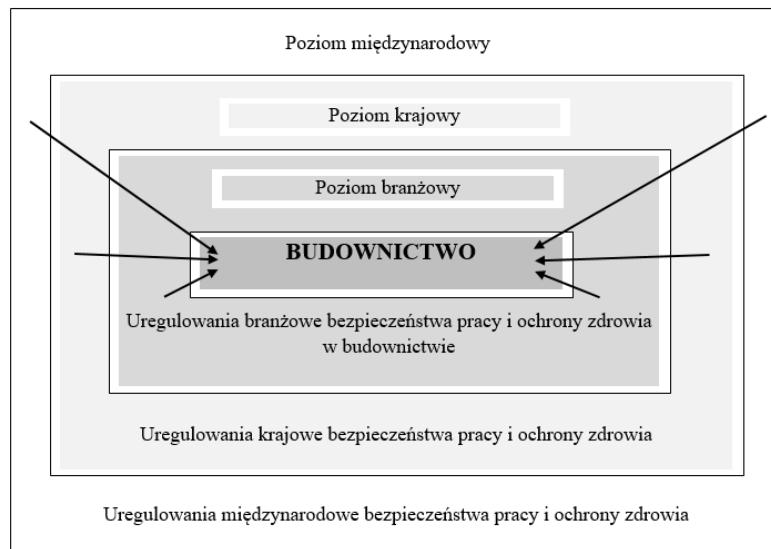 Poziom międzynarodowy
Poziom krajowy
Poziom branżowy
BUDOWNICTWO
Uregulowania branżowe bezpieczeństwa pracy i ochrony zdrowia
w budownictwie
Uregulowania krajowe bezpieczeństwa pracy i ochrony zdrowia
Uregulowania międzynarodowe bezpieczeństwa pracy i ochrony zdrowia